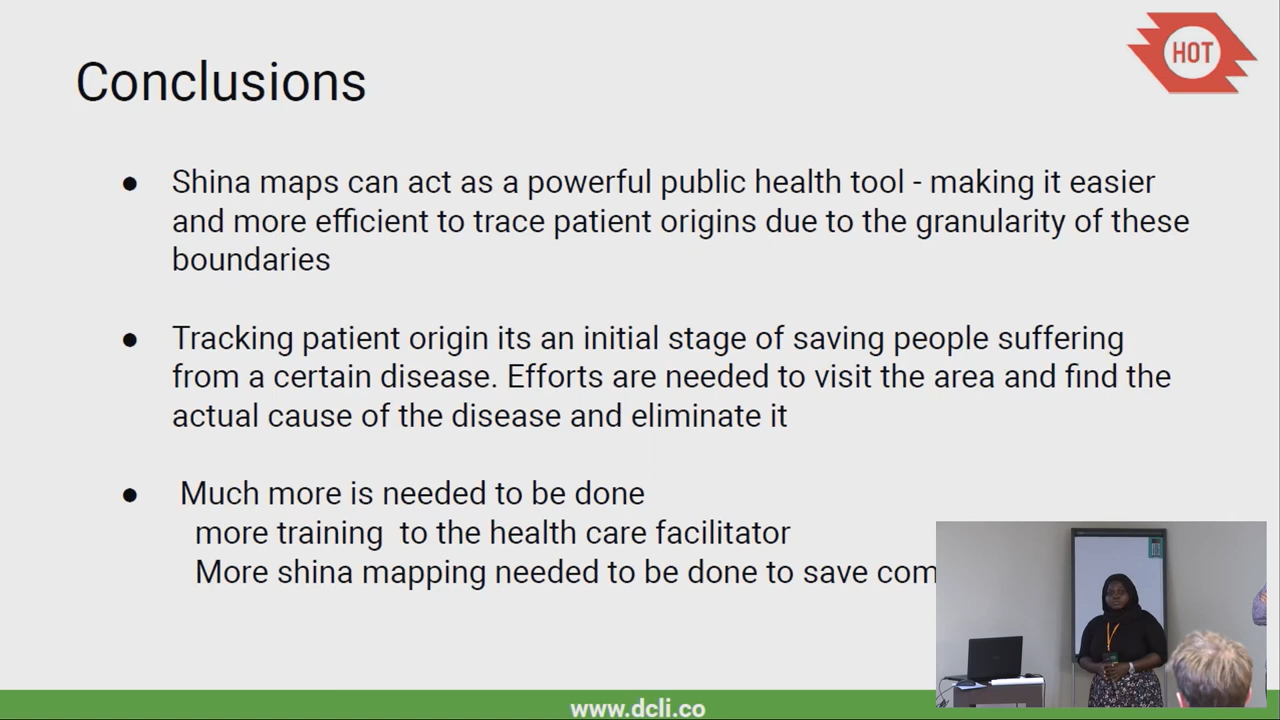 HOT
Conclusions
● Shina maps can act as a powerful public health tool - making it easier
and more efficient to trace patient origins due to the granularity of these
boundaries
● Tracking patient origin its an initial stage of saving people suffering
from a certain disease. Efforts are needed to visit the area and find the
actual cause of the disease and eliminate it
● Much more is needed to be done
more training to the health care facilitator
More shina mapping needed to be done to save com
www.dcli.co